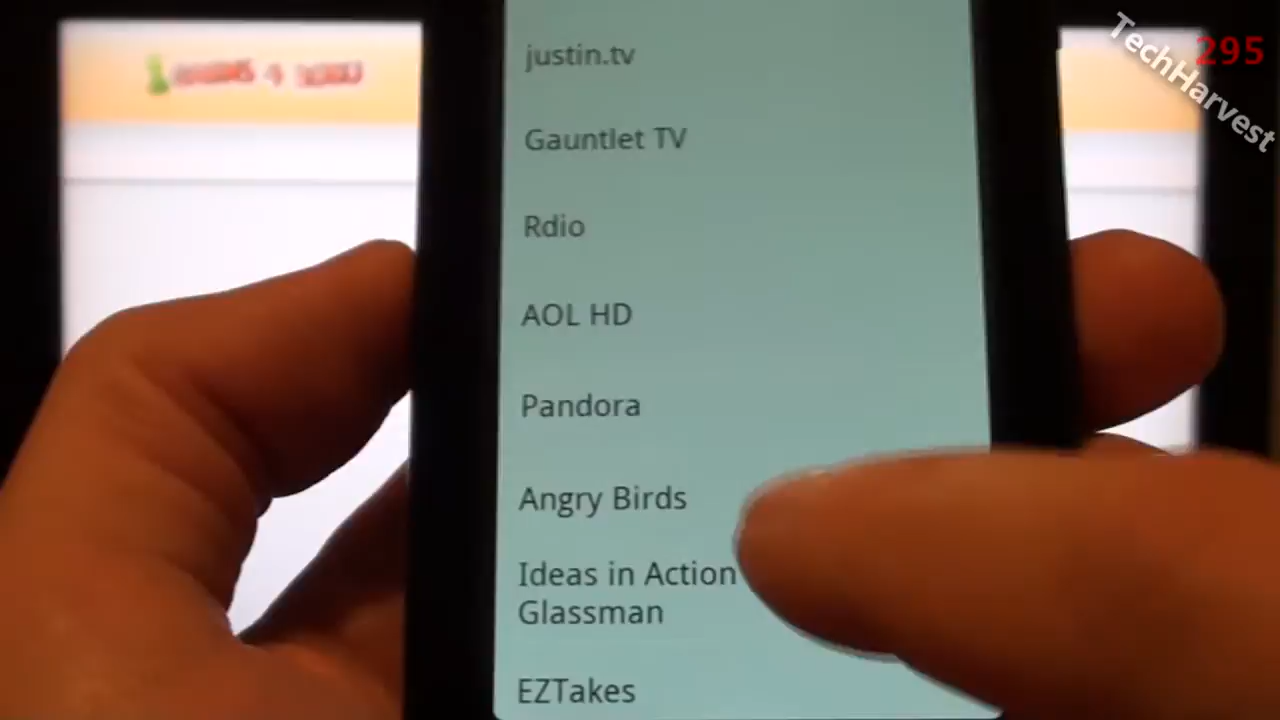 justin.tv
Gauntlet TV
Rdio
AOL HD
Pandora
Angry Birds
Ideas in Action
Glassman
EZTakes
295
TechHarvest